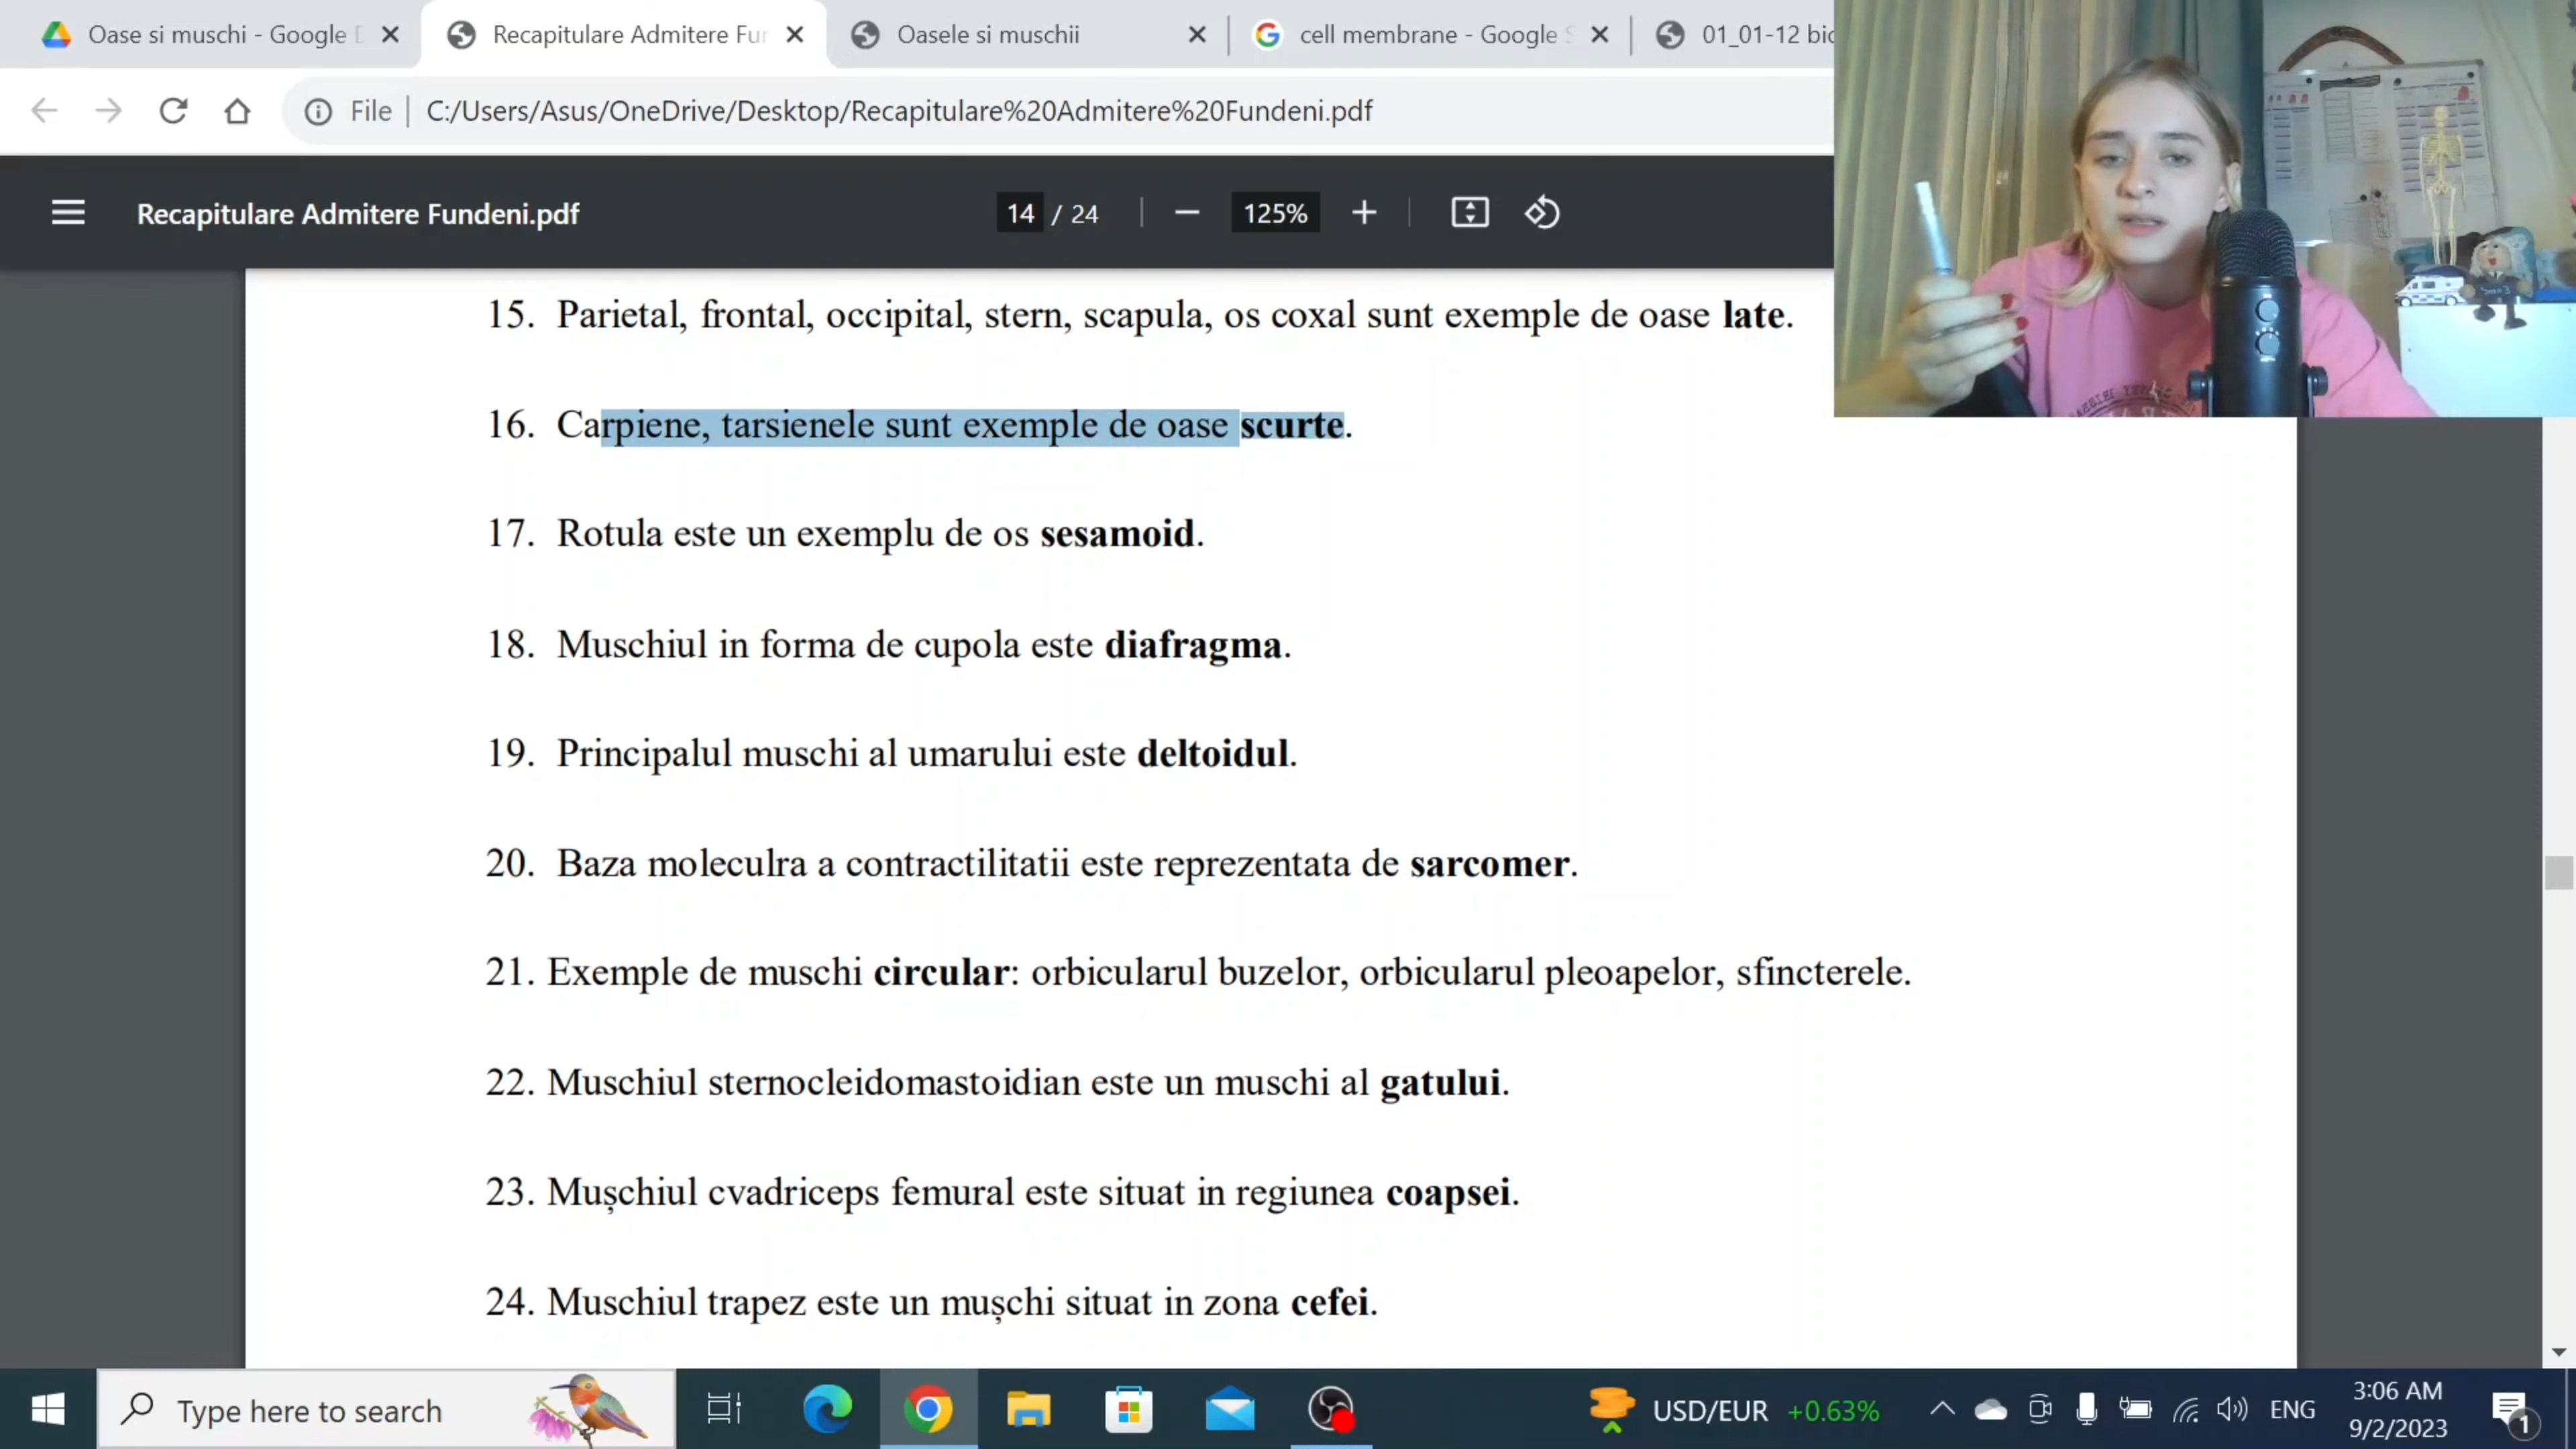 Oase si muschi - Google
Recapitulare Admitere Fun
Oasele si muschii
cell membrane - Google
01_01-12 bio
File
C:/Users/Asus/OneDrive/Desktop/Recapitulare%20Admitere%20Fundeni.pdf
Recapitulare Admitere Fundeni.pdf
14 / 24
125%
15. Parietal, frontal, occipital, stern, scapula, os coxal sunt exemple de oase late.
16. Carpiene, tarsienele sunt exemple de oase scurte.
17. Rotula este un exemplu de os sesamoid.
18. Muschiul in forma de cupola este diafragma.
19. Principalul muschi al umarului este deltoidul.
20. Baza moleculra a contractilitatii este reprezentata de sarcomer.
21. Exemple de muschi circular: orbicularul buzelor, orbicularul pleoapelor, sfincterele.
22. Muschiul sternocleidomastoidian este un muschi al gatului.
23. Mușchiul cvadriceps femural este situat in regiunea coapsei.
24. Muschiul trapez este un mușchi situat in zona cefei.
Type here to search
USD/EUR +0.63%
ENG
3:06 AM
9/2/2023
1